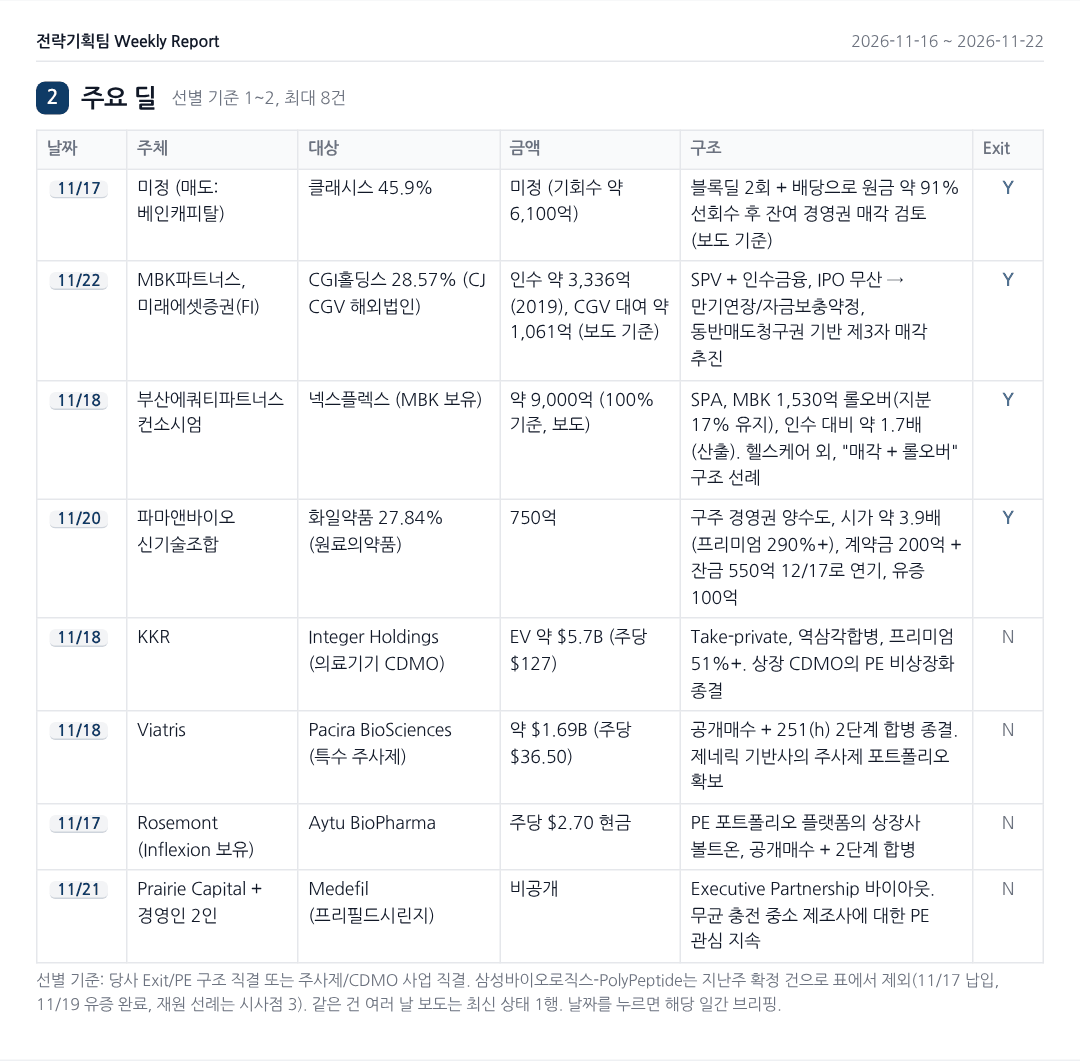 전략기획팀 Weekly Report
2026-11-16 ~ 2026-11-22
2 주요 딜 선별 기준 1~2, 최대 8건
날짜 주체 대상 금액 구조 Exit
11/17
미정 (매도:
베인캐피탈)
클래시스 45.9%
미정 (기회수 약
6,100억)
블록딜 2회 + 배당으로 원금 약 91%
선회수 후 잔여 경영권 매각 검토
(보도 기준)
Y
11/22
MBK파트너스,
미래에셋증권(FI)
CGI홀딩스 28.57% (CJ
CGV 해외법인)
인수 약 3,336억
(2019), CGV 대여 약
1,061억 (보도 기준)
SPV + 인수금융, IPO 무산 →
만기연장/자금보충약정,
동반매도청구권 기반 제3자 매각
추진
Y
11/18
부산에쿼티파트너스
컨소시엄
넥스플렉스 (MBK 보유)
약 9,000억 (100%
기준, 보도)
SPA, MBK 1,530억 롤오버(지분
17% 유지), 인수 대비 약 1.7배
(산출). 헬스케어 외, "매각 + 롤오버"
구조 선례
Y
11/20
파마앤바이오
신기술조합
화일약품 27.84%
(원료의약품)
750억
구주 경영권 양수도, 시가 약 3.9배
(프리미엄 290%+), 계약금 200억 +
잔금 550억 12/17로 연기, 유증
100억
Y
11/18
KKR
Integer Holdings
(의료기기 CDMO)
EV 약 $5.7B (주당
$127)
Take-private, 역삼각합병, 프리미엄
51%+. 상장 CDMO의 PE 비상장화
종결
N
11/18
Viatris
Pacira BioSciences
(특수 주사제)
약 $1.69B (주당
$36.50)
공개매수 + 251(h) 2단계 합병 종결.
제네릭 기반사의 주사제 포트폴리오
확보
N
11/17
Rosemont
(Inflexion 보유)
Aytu BioPharma
주당 $2.70 현금
PE 포트폴리오 플랫폼의 상장사
볼트온, 공개매수 + 2단계 합병
N
11/21
Prairie Capital +
경영인 2인
Medefil
(프리필드시린지)
비공개
Executive Partnership 바이아웃.
무균 충전 중소 제조사에 대한 PE
관심 지속
N
선별 기준: 당사 Exit/PE 구조 직결 또는 주사제/CDMO 사업 직결. 삼성바이오로직스-PolyPeptide는 지난주 확정 건으로 표에서 제외(11/17 납입,
11/19 유증 완료, 재원 선례는 시사점 3). 같은 건 여러 날 보도는 최신 상태 1행. 날짜를 누르면 해당 일간 브리핑.